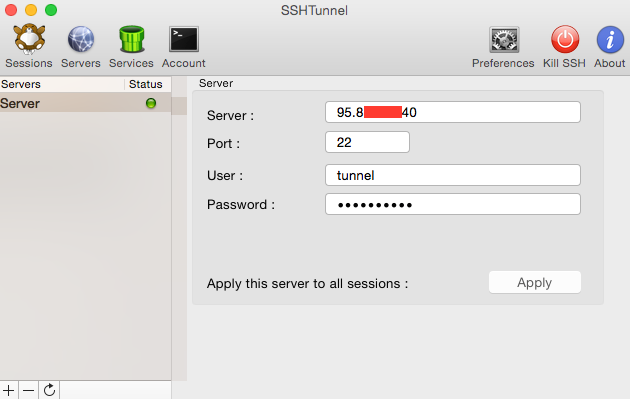 SSHTunnel
Sessions Servers Services Account Preferences Kill SSH About
Servers Status Server
Server
Server : 95.8 40
Port : 22
User : tunnel
Password : ••••••••••
Apply this server to all sessions : Apply